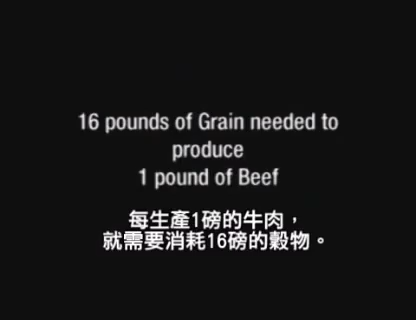 16 pounds of Grain needed to
produce
1 pound of Beef
每生產1磅的牛肉，
就需要消耗16磅的穀物。